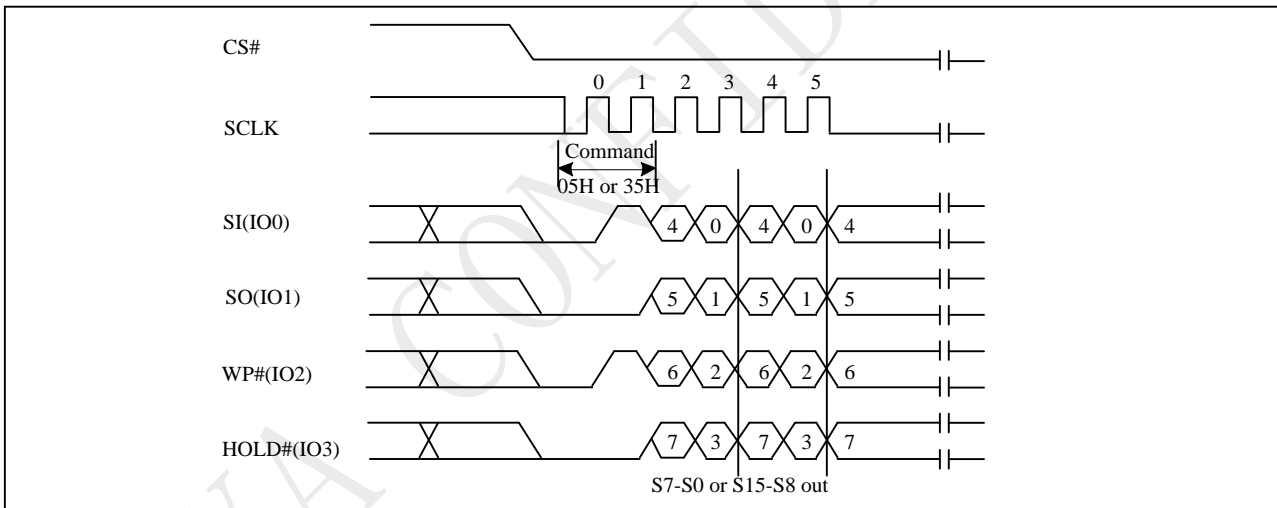 CS#
0 1 2 3 4 5
SCLK
Command
05H or 35H
SI(IO0) 4 0 4 0 4
SO(IO1) 5 1 5 1 5
WP#(IO2) 6 2 6 2 6
HOLD#(IO3) 7 3 7 3 7
S7-S0 or S15-S8 out